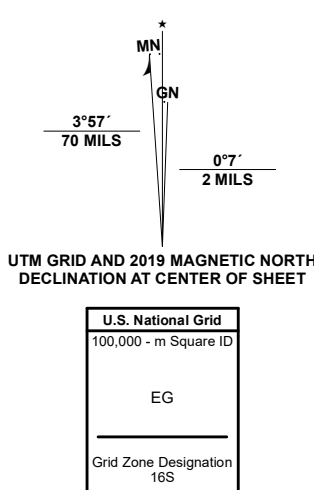 MN
GN
3°57´
70 MILS
0°7´
2 MILS
UTM GRID AND 2019 MAGNETIC NORTH
DECLINATION AT CENTER OF SHEET
U.S. National Grid
100,000 - m Square ID
EG
Grid Zone Designation
16S